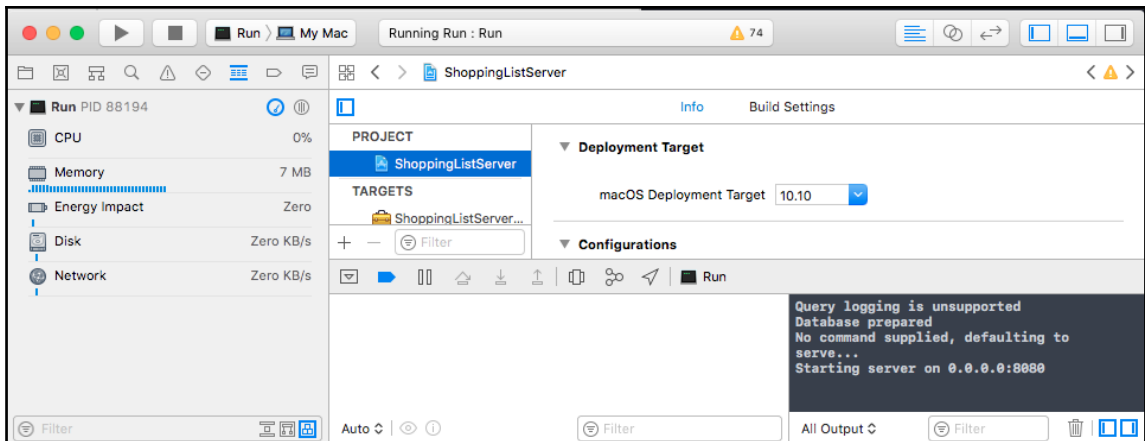 Run 〉 My Mac
Running Run : Run
74
ShoppingListServer
Run PID 88194
CPU 0%
Memory 7 MB
Energy Impact Zero
Disk Zero KB/s
Network Zero KB/s
Filter
Info Build Settings
PROJECT
ShoppingListServer
TARGETS
ShoppingListServer...
Filter
Deployment Target
macOS Deployment Target 10.10
Configurations
Run
Query logging is unsupported
Database prepared
No command supplied, defaulting to
serve...
Starting server on 0.0.0.0:8080
Auto
Filter
All Output
Filter